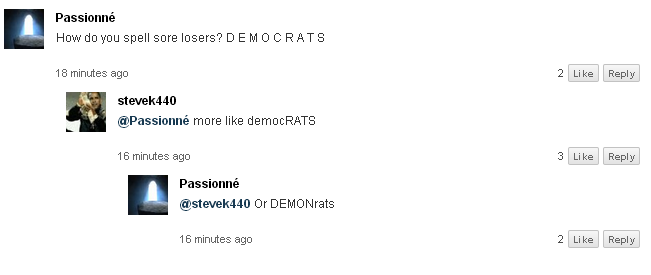 Passionné
How do you spell sore losers? D E M O C R A T S
18 minutes ago 2 Like Reply
stevek440
@Passionné more like democRATS
16 minutes ago 3 Like Reply
Passionné
@stevek440 Or DEMONrats
16 minutes ago 2 Like Reply